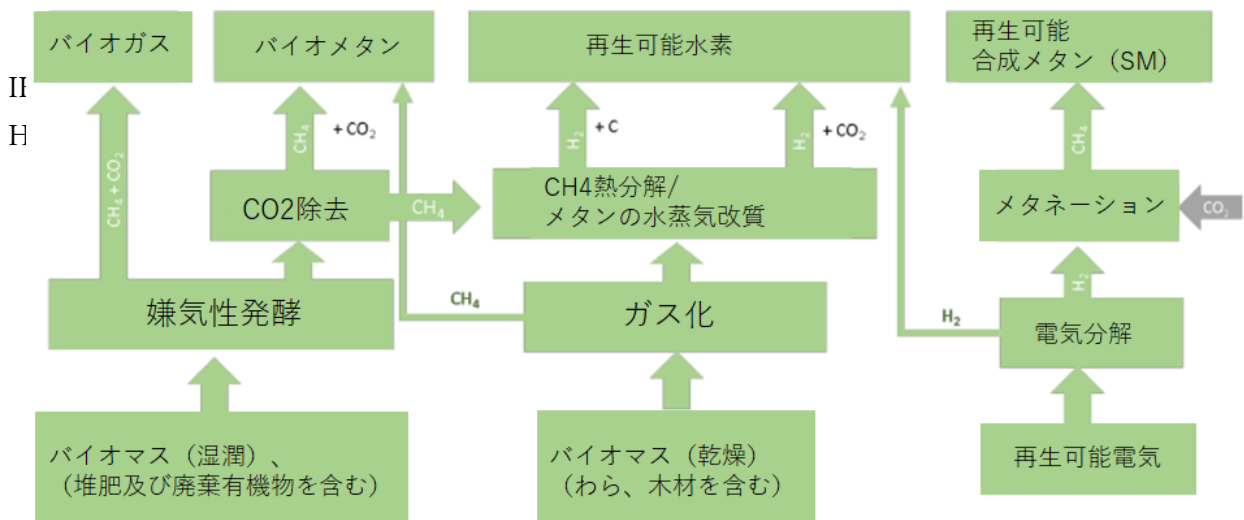 バイオガス
バイオメタン
再生可能水素
再生可能
合成メタン（SM）
H
CH₄ + CO₂
CH₄
+ CO₂
H₂
+ C
H₂
+ CO₂
CH₄
CO2除去
CH₄
CH4熱分解/
メタンの水蒸気改質
メタネーション
CO₂
嫌気性発酵
CH₄
ガス化
H₂
H₂
電気分解
バイオマス（湿潤）、
（堆肥及び廃棄有機物を含む）
バイオマス（乾燥）
（わら、木材を含む）
再生可能電気